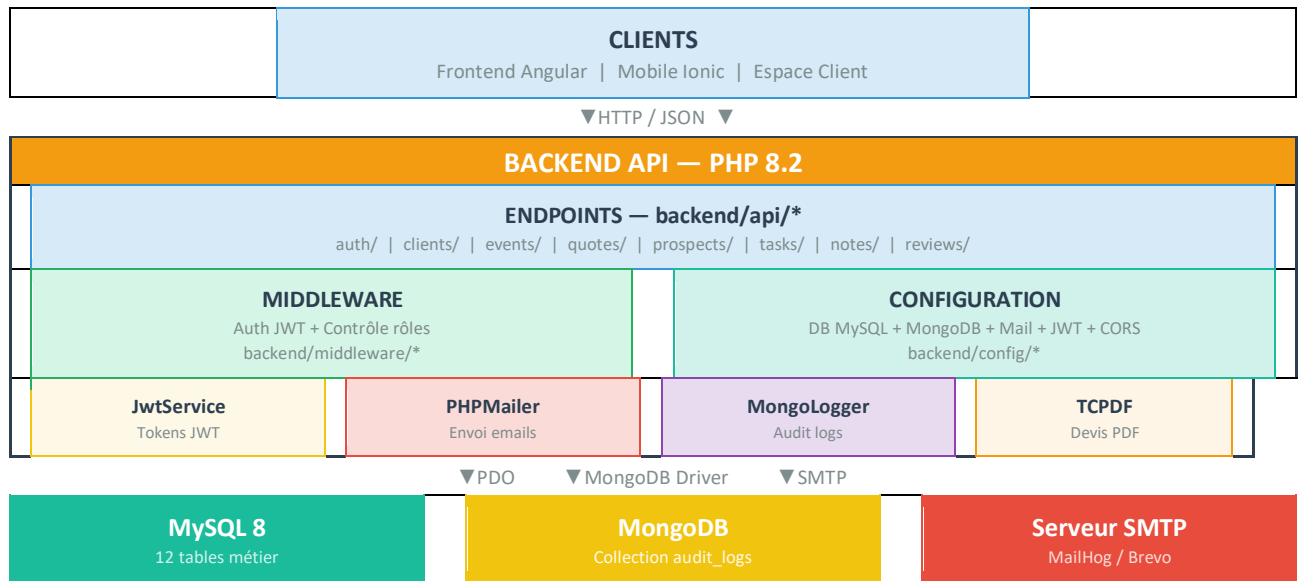 CLIENTS
Frontend Angular | Mobile Ionic | Espace Client
▼HTTP / JSON ▼
BACKEND API — PHP 8.2
ENDPOINTS — backend/api/*
auth/ | clients/ | events/ | quotes/ | prospects/ | tasks/ | notes/ | reviews/
MIDDLEWARE
Auth JWT + Contrôle rôles
backend/middleware/*
CONFIGURATION
DB MySQL + MongoDB + Mail + JWT + CORS
backend/config/*
JwtService
Tokens JWT
PHPMailer
Envoi emails
MongoLogger
Audit logs
TCPDF
Devis PDF
▼PDO ▼MongoDB Driver ▼SMTP
MySQL 8
12 tables métier
MongoDB
Collection audit_logs
Serveur SMTP
MailHog / Brevo